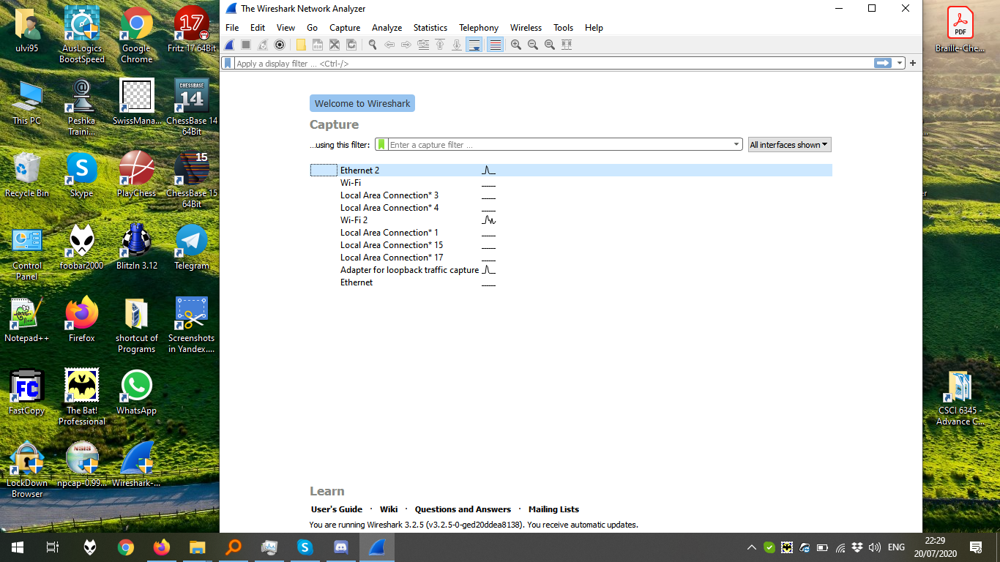 ulvi95
AusLogics
BoostSpeed
Google
Chrome
17
Fritz 17 64Bit
This PC
Peshka
Traini...
SwissMana...
CHESSBASE
14
ChessBase 14
64Bit
Recycle Bin
Skype
PlayChess
15
ChessBase 15
64Bit
Control
Panel
foobar2000
BlitzIn 3.12
Telegram
Notepad++
Firefox
shortcut of
Programs
Screenshots
in Yandex....
FC
FastCopy
The Bat!
Professional
WhatsApp
LockDown
Browser
NSIS
npcap-0.99...
Wireshark-...
The Wireshark Network Analyzer
File Edit View Go Capture Analyze Statistics Telephony Wireless Tools Help
Apply a display filter ... <Ctrl-/>
Welcome to Wireshark
Capture
...using this filter: Enter a capture filter ... All interfaces shown
Ethernet 2
Wi-Fi
Local Area Connection* 3
Local Area Connection* 4
Wi-Fi 2
Local Area Connection* 1
Local Area Connection* 15
Local Area Connection* 17
Adapter for loopback traffic capture
Ethernet
Learn
User's Guide · Wiki · Questions and Answers · Mailing Lists
You are running Wireshark 3.2.5 (v3.2.5-0-ged20ddea8138). You receive automatic updates.
PDF
Braille-Che...
CSCI 6345 -
Advance C...
ENG
22:29
20/07/2020